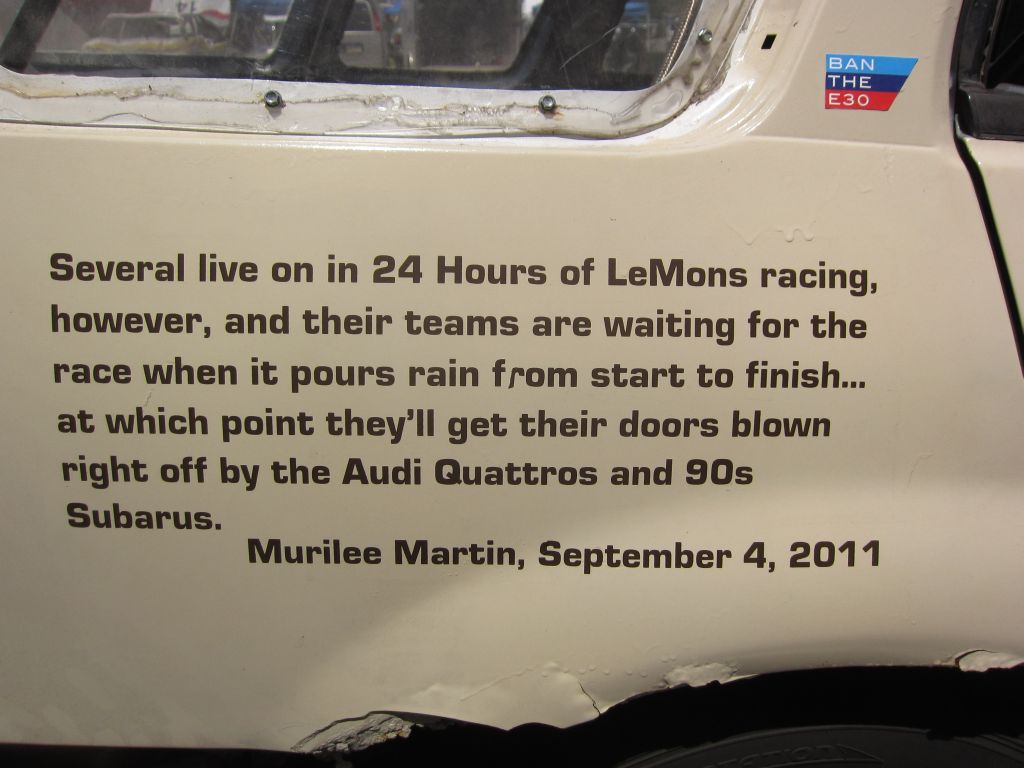 BAN
THE
E30
Several live on in 24 Hours of LeMons racing,
however, and their teams are waiting for the
race when it pours rain from start to finish...
at which point they'll get their doors blown
right off by the Audi Quattros and 90s
Subarus.
Murilee Martin, September 4, 2011